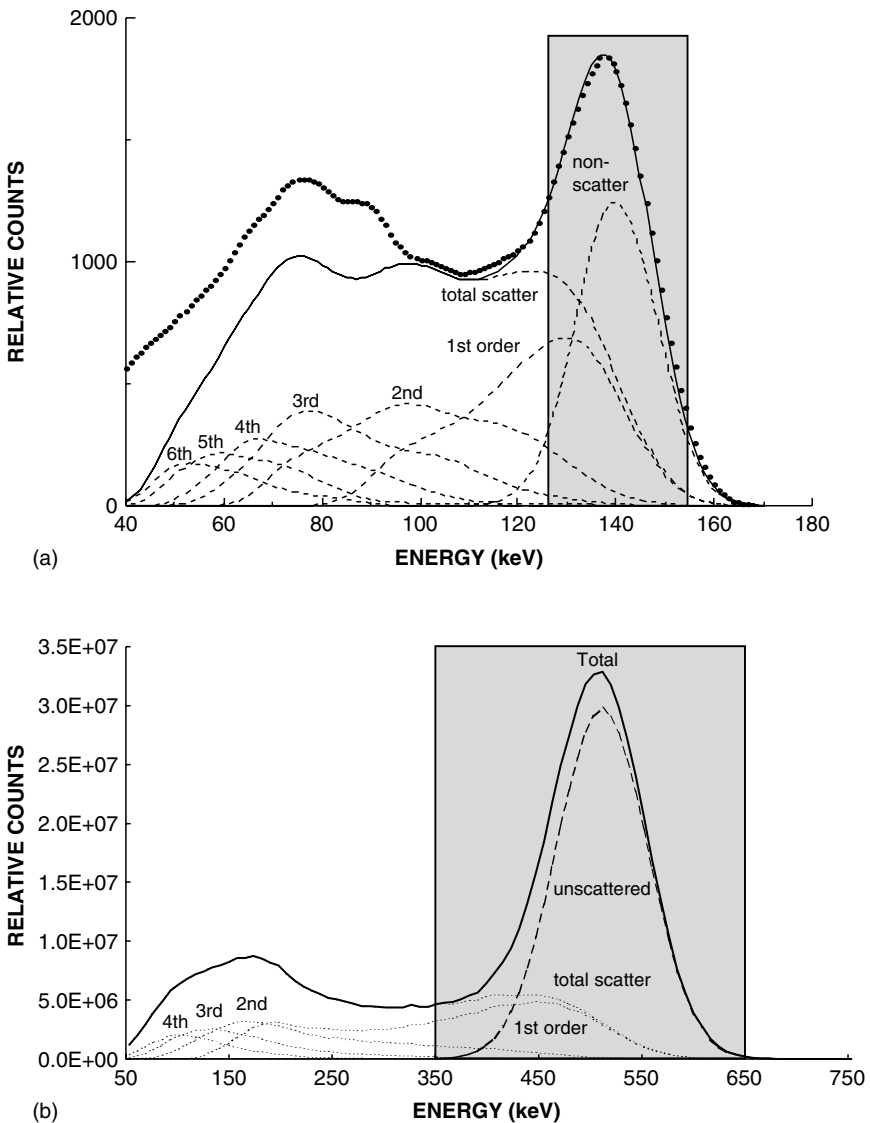 2000
1000
0
RELATIVE COUNTS
non-
scatter
total scatter
1st order
2nd
3rd
4th
5th
6th
40 60 80 100 120 140 160 180
ENERGY (keV)
(a)
3.5E+07
3.0E+07
2.5E+07
2.0E+07
1.5E+07
1.0E+07
5.0E+06
0.0E+00
RELATIVE COUNTS
Total
unscattered
total scatter
1st order
2nd
3rd
4th
50 150 250 350 450 550 650 750
ENERGY (keV)
(b)